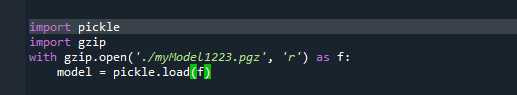 import pickle
import gzip
with gzip.open('./myModel1223.pgz', 'r') as f:
    model = pickle.load(f)